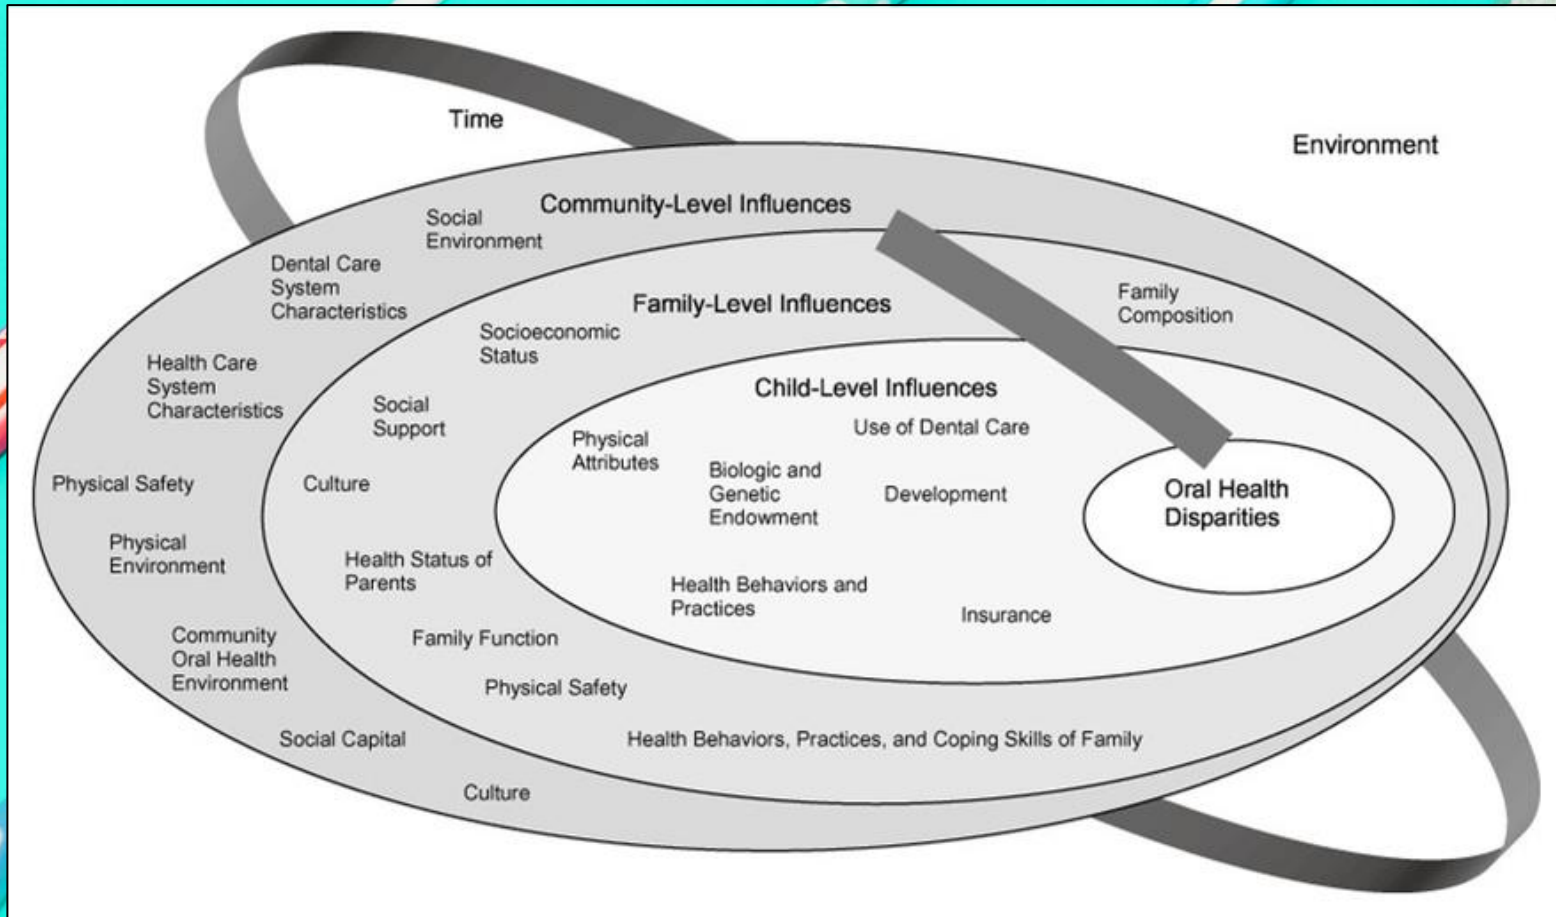 Time
Environment
Community-Level Influences
Social
Environment
Dental Care
System
Characteristics
Health Care
System
Characteristics
Physical Safety
Physical
Environment
Community
Oral Health
Environment
Social Capital
Culture
Family-Level Influences
Family
Composition
Socioeconomic
Status
Social
Support
Culture
Health Status of
Parents
Family Function
Physical Safety
Health Behaviors, Practices, and Coping Skills of Family
Child-Level Influences
Use of Dental Care
Physical
Attributes
Biologic and
Genetic
Endowment
Development
Health Behaviors and
Practices
Insurance
Oral Health
Disparities